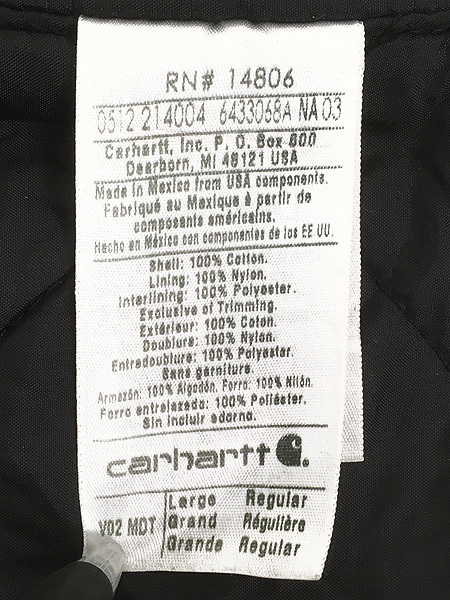 RN# 14806
0512 214004 6433068A NA 03
Carhartt, Inc. P. O. Box 600
Dearborn, MI 48121 USA
Made in Mexico from USA components.
Fabriqué au Mexique à partir de
composants américains.
Hecho en México con componentes de los EE UU.
Shell: 100% Cotton.
Lining: 100% Nylon.
Interlining: 100% Polyester.
Exclusive of Trimming.
Extérieur: 100% Coton.
Doublure: 100% Nylon.
Entredoublure: 100% Polyester.
Sans garniture.
Armazón: 100% Algodón. Forro: 100% Nilón.
Forro entrelazado: 100% Poliéster.
Sin incluir adorno.
carhartt
V02 MDT
Large Regular
Grand Régulière
Grande Regular